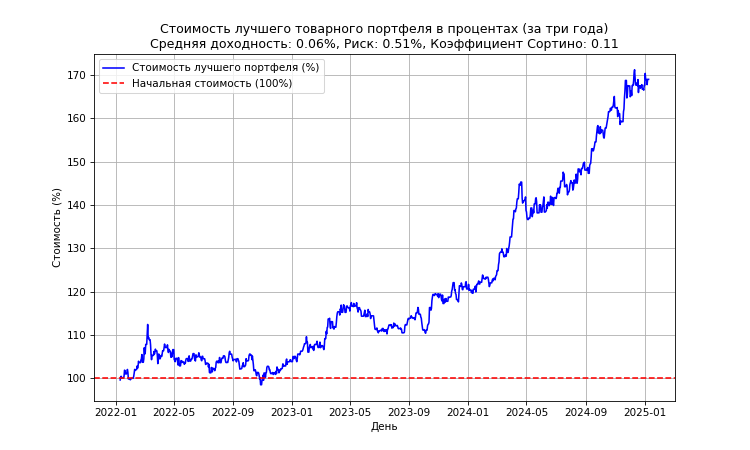 Стоимость лучшего товарного портфеля в процентах (за три года)
Средняя доходность: 0.06%, Риск: 0.51%, Коэффициент Сортино: 0.11
Стоимость лучшего портфеля (%)
Начальная стоимость (100%)
Стоимость (%)
170
160
150
140
130
120
110
100
2022-01 2022-05 2022-09 2023-01 2023-05 2023-09 2024-01 2024-05 2024-09 2025-01
День